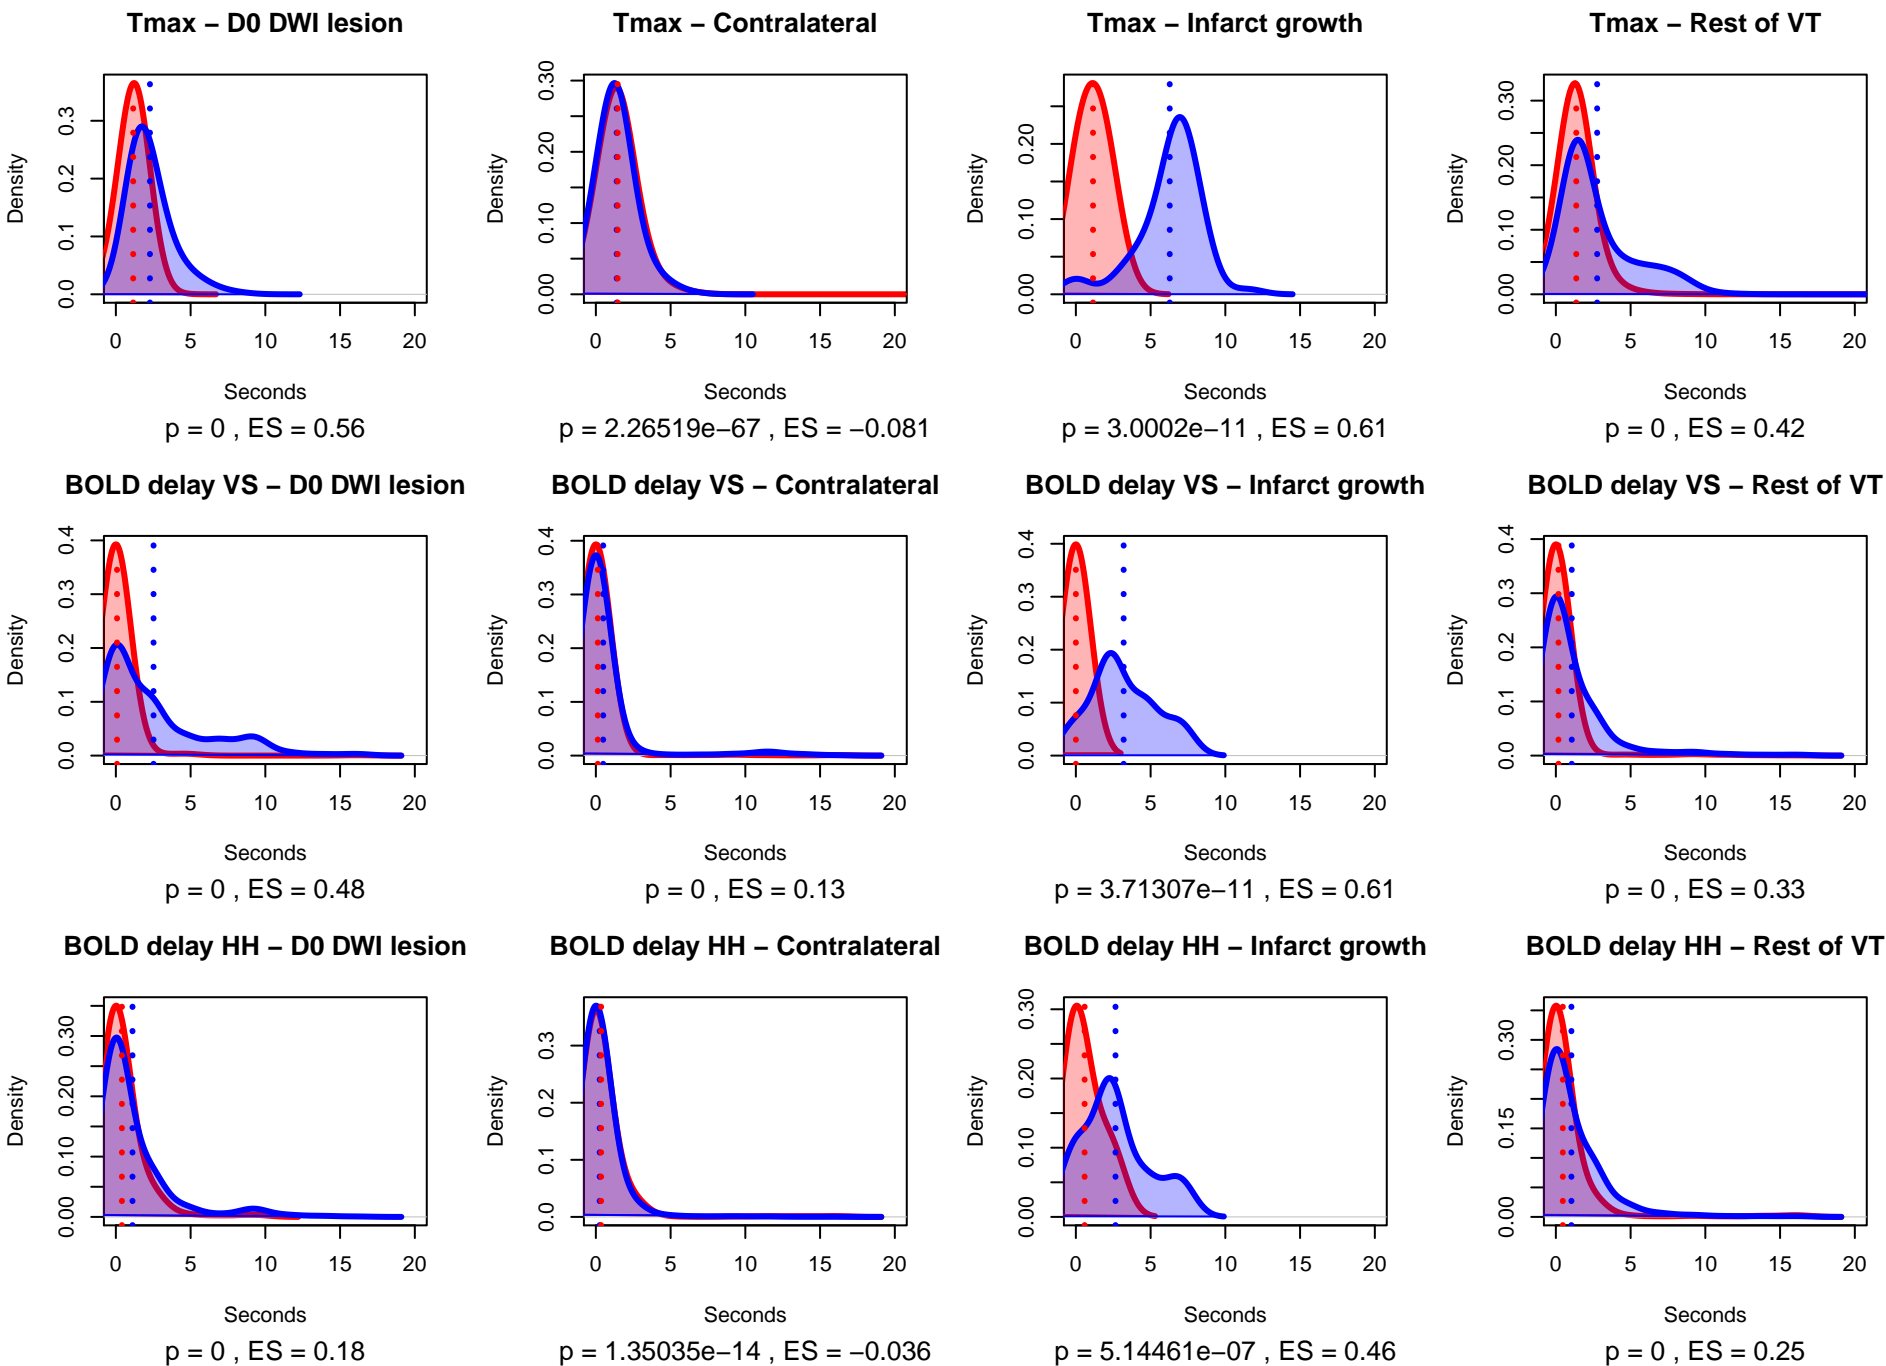 Tmax – D0 DWI lesion
Density
0.0 0.1 0.2 0.3
0 5 10 15 20
Seconds
p = 0 , ES = 0.56
Tmax – Contralateral
Density
0.00 0.10 0.20 0.30
0 5 10 15 20
Seconds
p = 2.26519e−67 , ES = −0.081
Tmax – Infarct growth
Density
0.00 0.10 0.20
0 5 10 15 20
Seconds
p = 3.0002e−11 , ES = 0.61
Tmax – Rest of VT
Density
0.00 0.10 0.20 0.30
0 5 10 15 20
Seconds
p = 0 , ES = 0.42
BOLD delay VS – D0 DWI lesion
Density
0.0 0.1 0.2 0.3 0.4
0 5 10 15 20
Seconds
p = 0 , ES = 0.48
BOLD delay VS – Contralateral
Density
0.0 0.1 0.2 0.3 0.4
0 5 10 15 20
Seconds
p = 0 , ES = 0.13
BOLD delay VS – Infarct growth
Density
0.0 0.1 0.2 0.3 0.4
0 5 10 15 20
Seconds
p = 3.71307e−11 , ES = 0.61
BOLD delay VS – Rest of VT
Density
0.0 0.1 0.2 0.3 0.4
0 5 10 15 20
Seconds
p = 0 , ES = 0.33
BOLD delay HH – D0 DWI lesion
Density
0.00 0.10 0.20 0.30
0 5 10 15 20
Seconds
p = 0 , ES = 0.18
BOLD delay HH – Contralateral
Density
0.0 0.1 0.2 0.3
0 5 10 15 20
Seconds
p = 1.35035e−14 , ES = −0.036
BOLD delay HH – Infarct growth
Density
0.00 0.10 0.20 0.30
0 5 10 15 20
Seconds
p = 5.14461e−07 , ES = 0.46
BOLD delay HH – Rest of VT
Density
0.00 0.15 0.30
0 5 10 15 20
Seconds
p = 0 , ES = 0.25